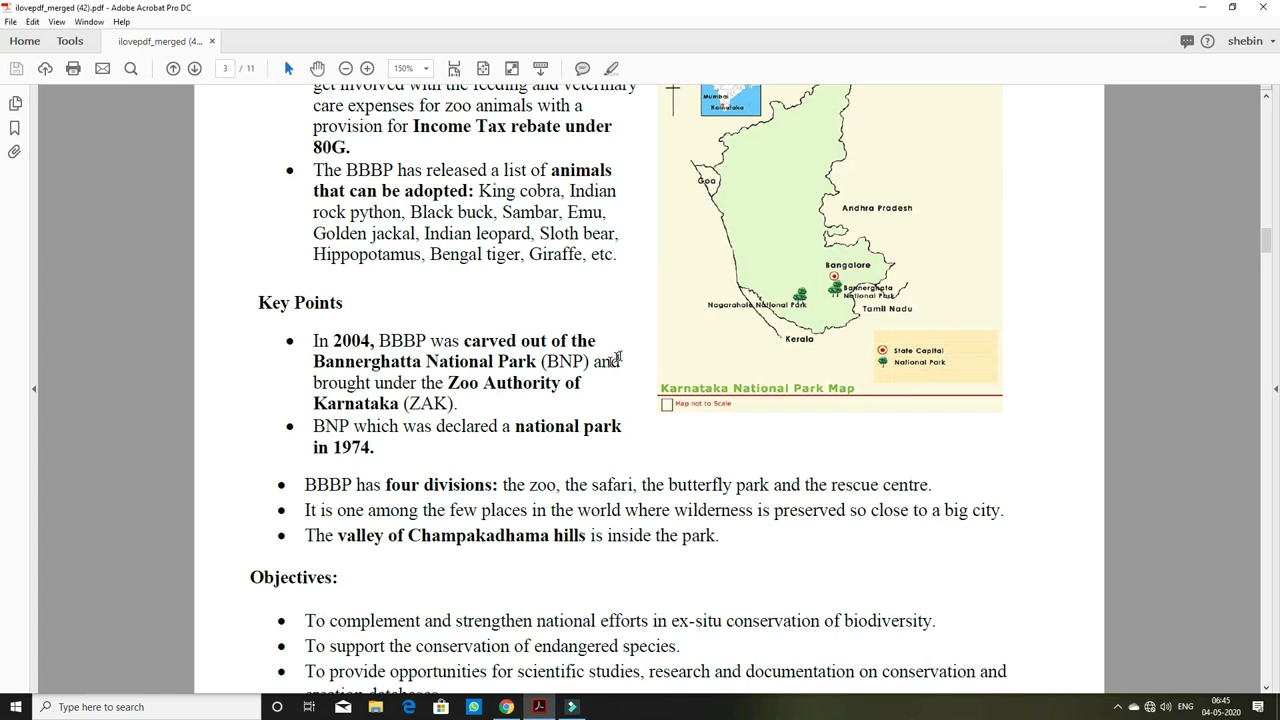 ilovepdf_merged (42).pdf - Adobe Acrobat Pro DC
File Edit View Window Help
Home Tools ilovepdf_merged (4... shebin
3 / 11 150%
get involved with the feeding and veterinary
care expenses for zoo animals with a
provision for Income Tax rebate under
80G.
• The BBBP has released a list of animals
that can be adopted: King cobra, Indian
rock python, Black buck, Sambar, Emu,
Golden jackal, Indian leopard, Sloth bear,
Hippopotamus, Bengal tiger, Giraffe, etc.
Key Points
• In 2004, BBBP was carved out of the
Bannerghatta National Park (BNP) and
brought under the Zoo Authority of
Karnataka (ZAK).
• BNP which was declared a national park
in 1974.
Mumbai
Karnataka
Goa
Andhra Pradesh
Bangalore
Bannerghata
National Park
Nagarahole National Park
Tamil Nadu
Kerala
State Capital
National Park
Karnataka National Park Map
Map not to Scale
• BBBP has four divisions: the zoo, the safari, the butterfly park and the rescue centre.
• It is one among the few places in the world where wilderness is preserved so close to a big city.
• The valley of Champakadhama hills is inside the park.
Objectives:
• To complement and strengthen national efforts in ex-situ conservation of biodiversity.
• To support the conservation of endangered species.
• To provide opportunities for scientific studies, research and documentation on conservation and
creation databases.
Type here to search
ENG
06:45
04-05-2020